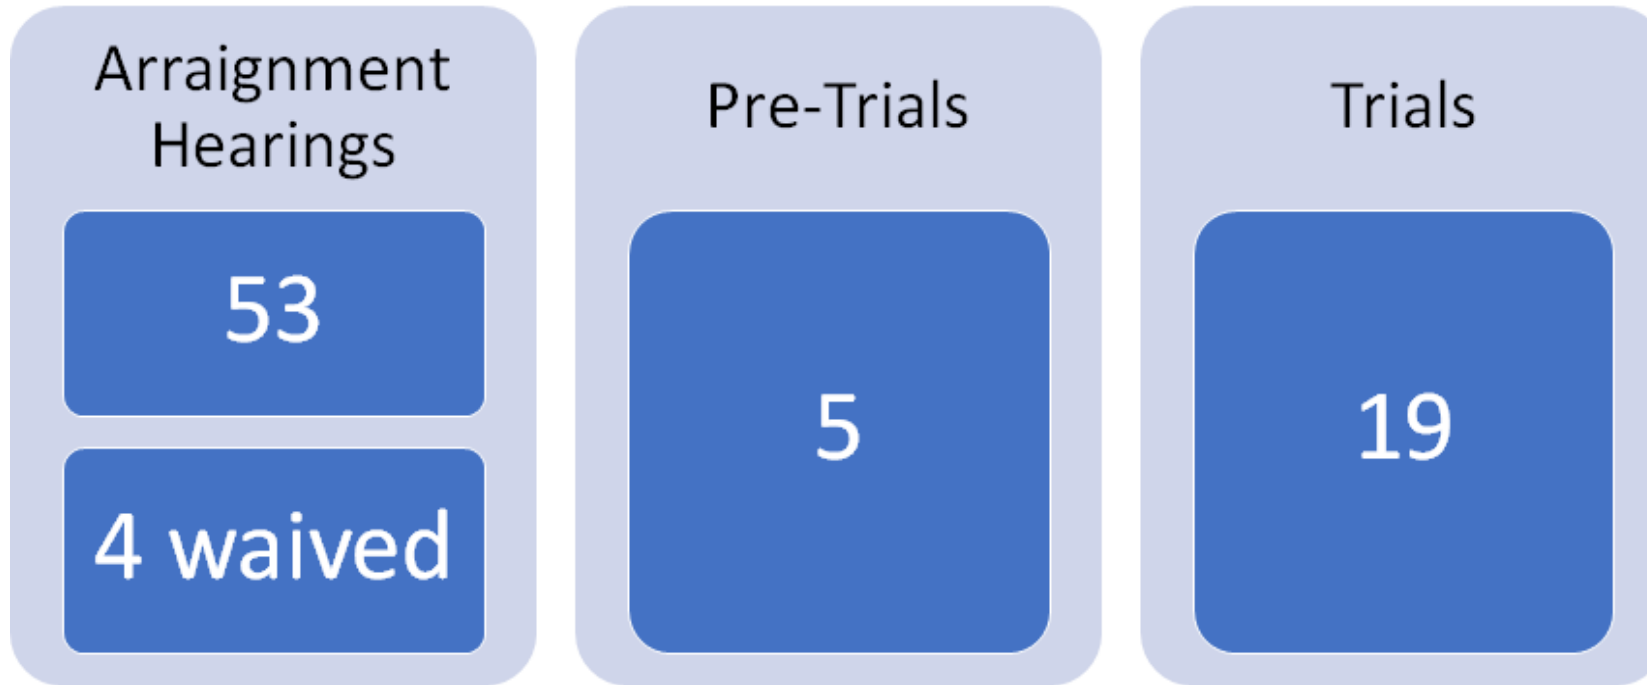 Arraignment
Hearings
53
4 waived
Pre-Trials
5
Trials
19